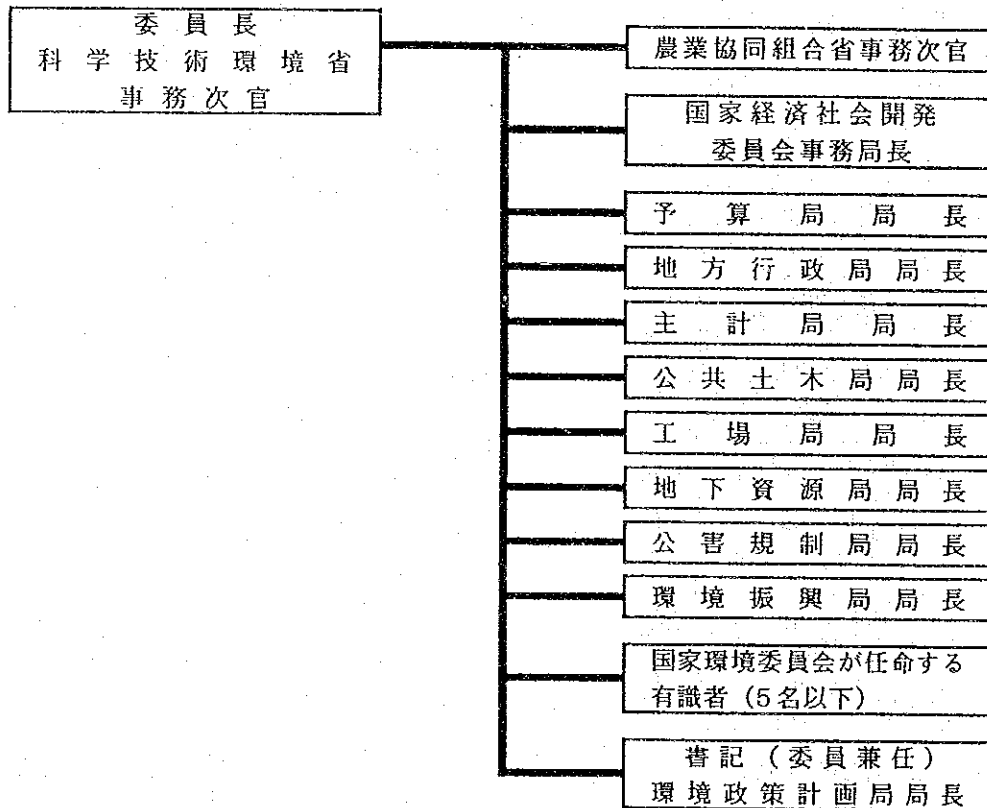 委員長
科学技術環境省
事務次官
農業協同組合省事務次官
国家経済社会開発
委員会事務局長
予算局局長
地方行政局局長
主計局局長
公共土木局局長
工場局局長
地下資源局局長
公害規制局局長
環境振興局局長
国家環境委員会が任命する
有識者（5名以下）
書記（委員兼任）
環境政策計画局局長